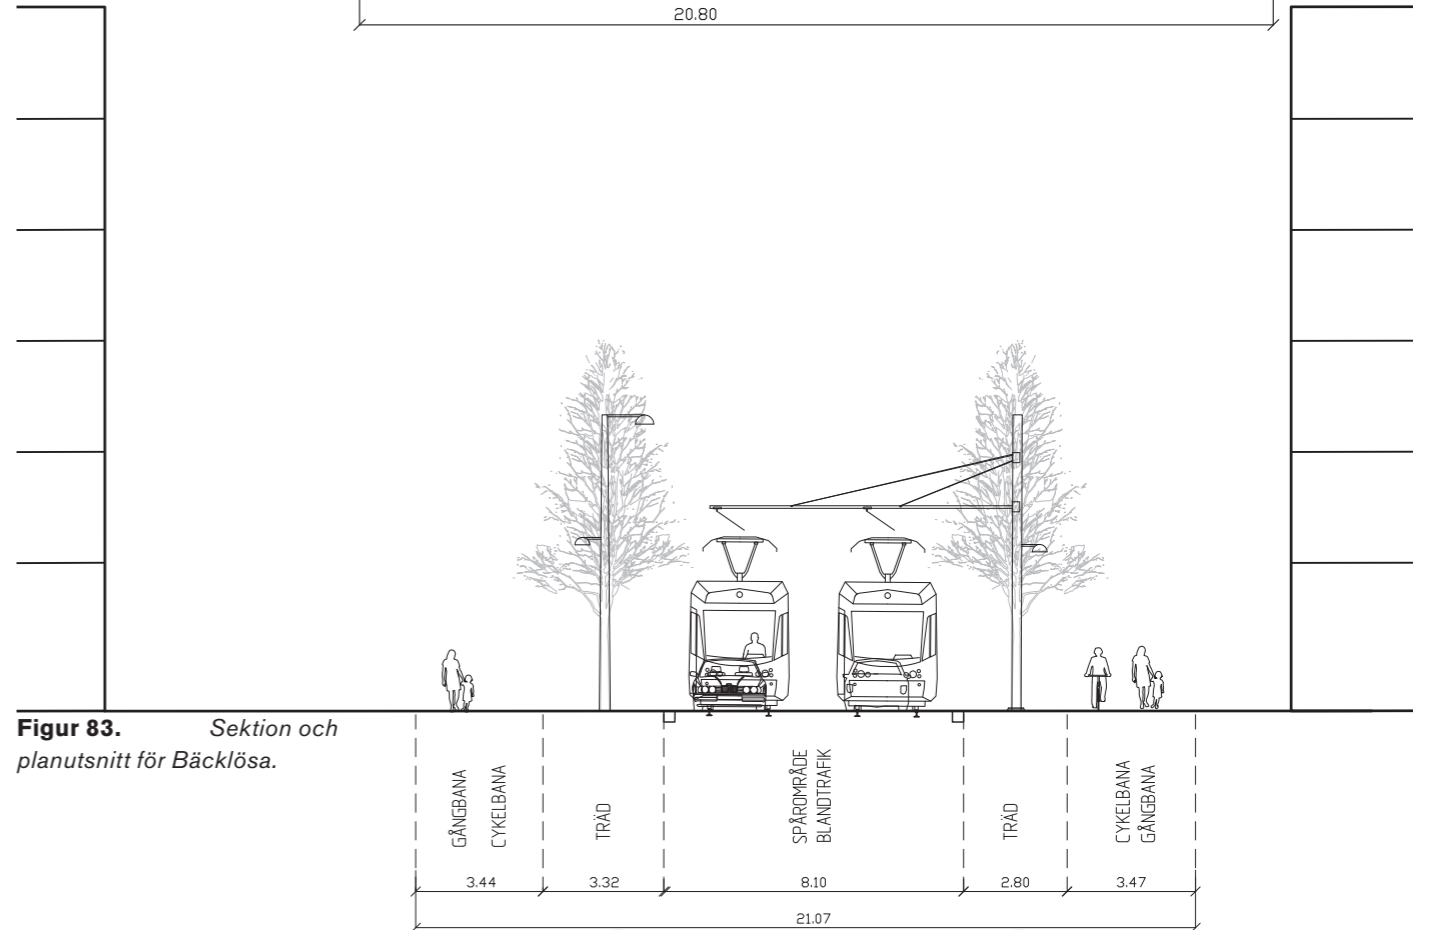 20.80
Figur 83. Sektion och
planutsnitt för Bäcklösa.
GÅNGBANA
CYKELBANA
TRÄD
SPÅROMRÅDE
BLANDTRAFIK
TRÄD
CYKELBANA
GÅNGBANA
3.44 3.32 8.10 2.80 3.47
21.07